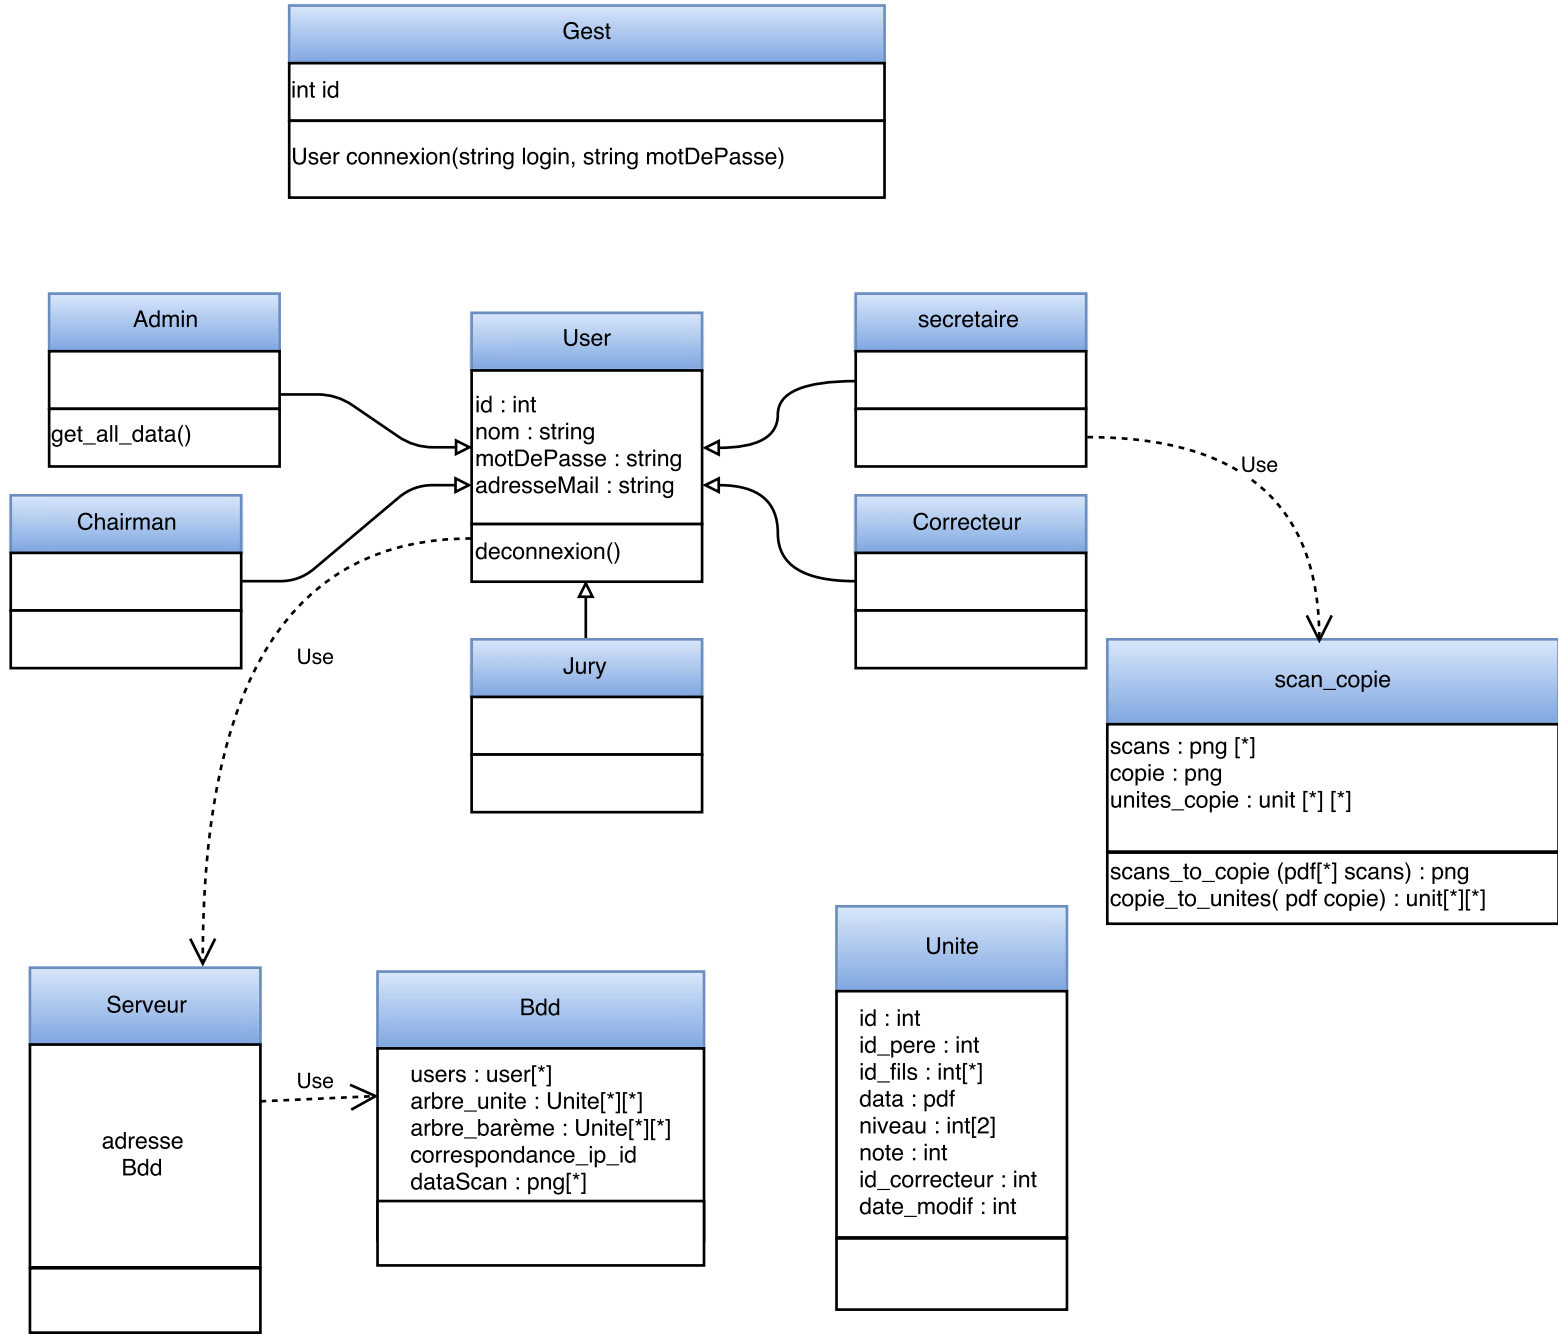 Gest
int id
User connexion(string login, string motDePasse)
Admin
get_all_data()
User
id : int
nom : string
motDePasse : string
adresseMail : string
deconnexion()
secretaire
Use
Chairman
Correcteur
Use
Jury
scan_copie
scans : png [*]
copie : png
unites_copie : unit [*] [*]
scans_to_copie (pdf[*] scans) : png
copie_to_unites( pdf copie) : unit[*][*]
Serveur
adresse
Bdd
Use
Bdd
users : user[*]
arbre_unite : Unite[*][*]
arbre_barème : Unite[*][*]
correspondance_ip_id
dataScan : png[*]
Unite
id : int
id_pere : int
id_fils : int[*]
data : pdf
niveau : int[2]
note : int
id_correcteur : int
date_modif : int